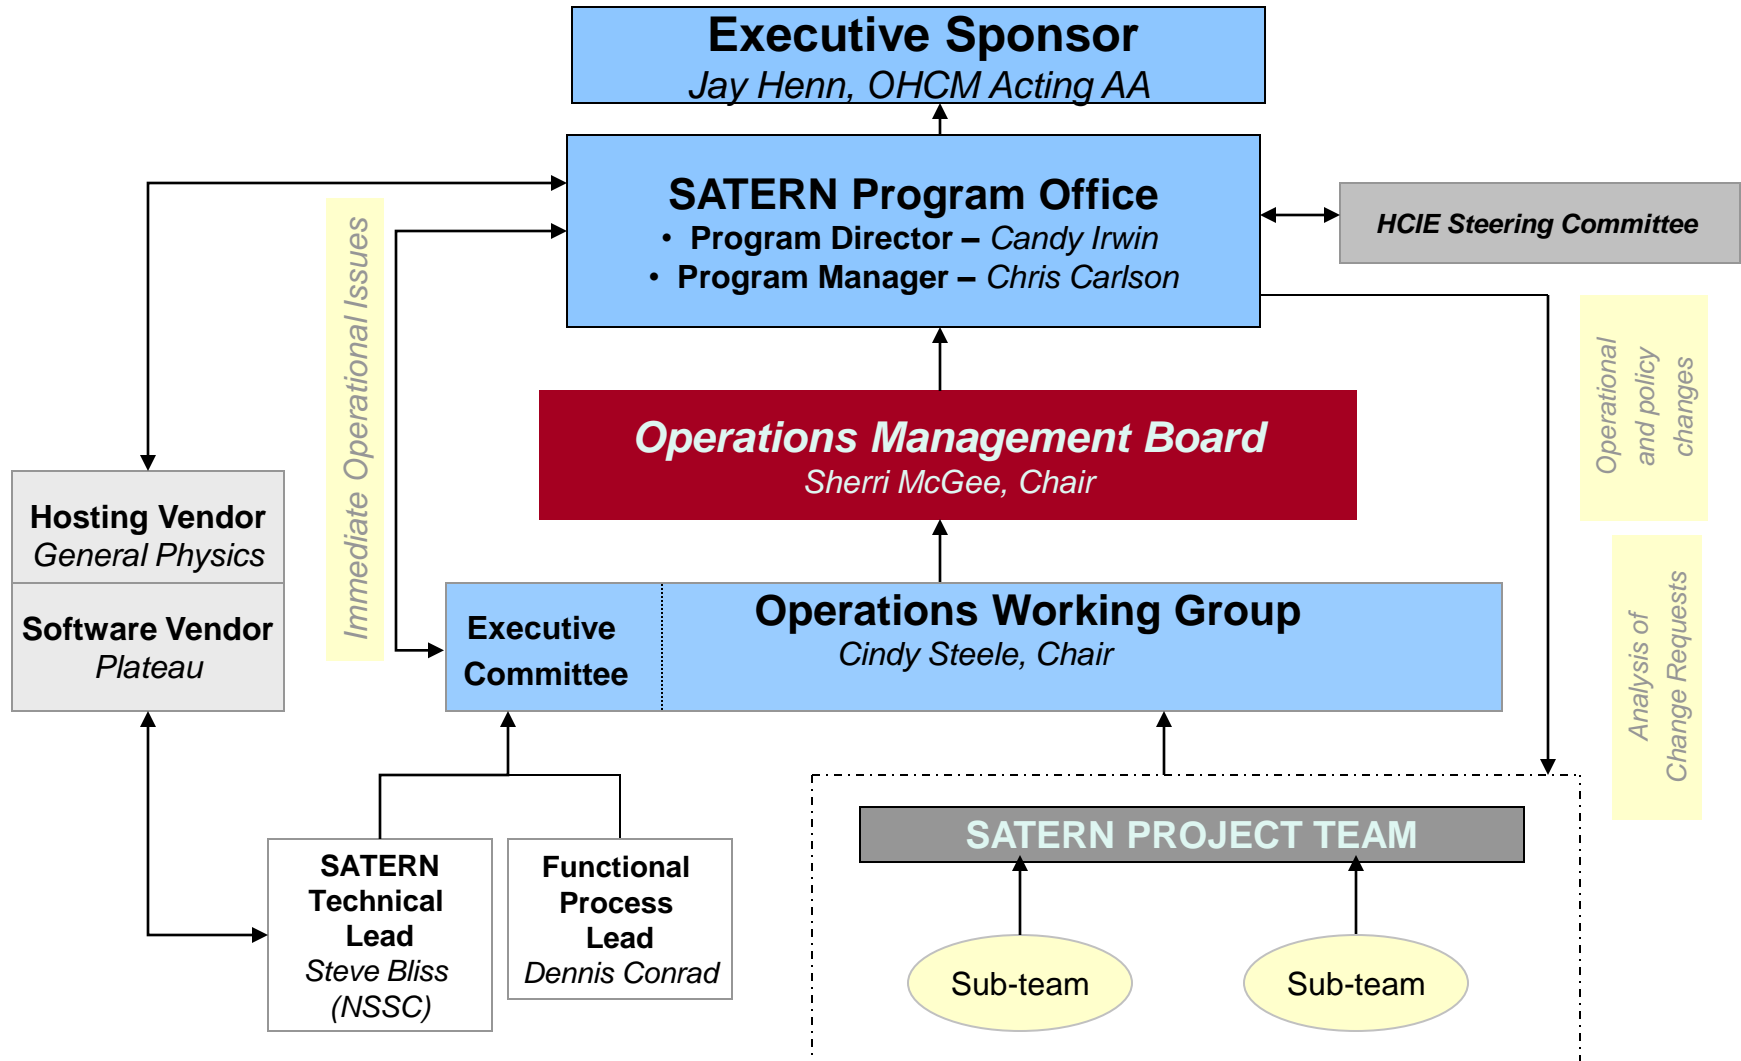 Executive Sponsor
Jay Henn, OHCM Acting AA
SATERN Program Office
• Program Director – Candy Irwin
• Program Manager – Chris Carlson
HCIE Steering Committee
Immediate Operational Issues
Operational
and policy
changes
Operations Management Board
Sherri McGee, Chair
Hosting Vendor
General Physics
Software Vendor
Plateau
Executive
Committee
Operations Working Group
Cindy Steele, Chair
Analysis of
Change Requests
SATERN
Technical
Lead
Steve Bliss
(NSSC)
Functional
Process
Lead
Dennis Conrad
SATERN PROJECT TEAM
Sub-team
Sub-team